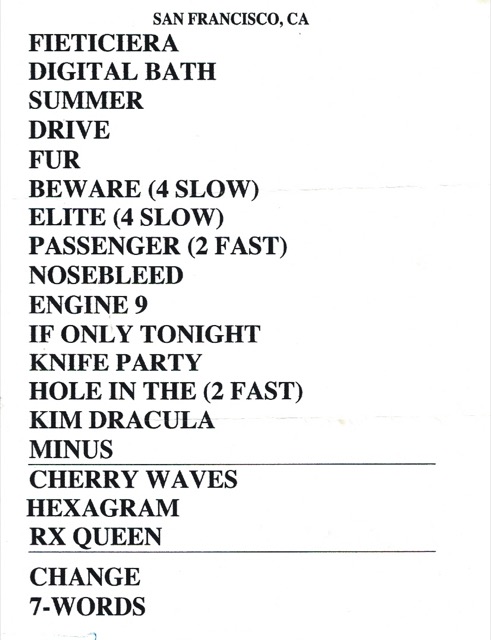 SAN FRANCISCO, CA
FIETICIERA
DIGITAL BATH
SUMMER
DRIVE
FUR
BEWARE (4 SLOW)
ELITE (4 SLOW)
PASSENGER (2 FAST)
NOSEBLEED
ENGINE 9
IF ONLY TONIGHT
KNIFE PARTY
HOLE IN THE (2 FAST)
KIM DRACULA
MINUS
CHERRY WAVES
HEXAGRAM
RX QUEEN
CHANGE
7-WORDS